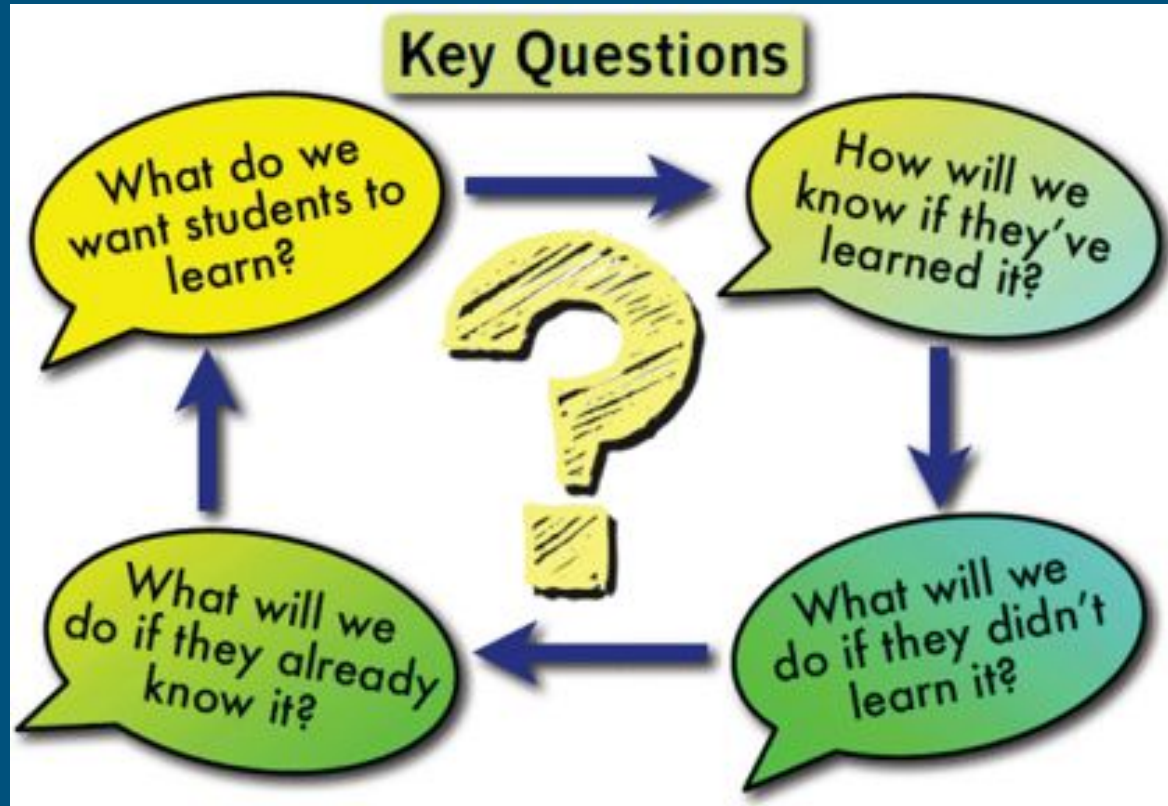 Key Questions
What do we
want students to
learn?
How will we
know if they've
learned it?
What will we
do if they didn't
learn it?
What will we
do if they already
know it?